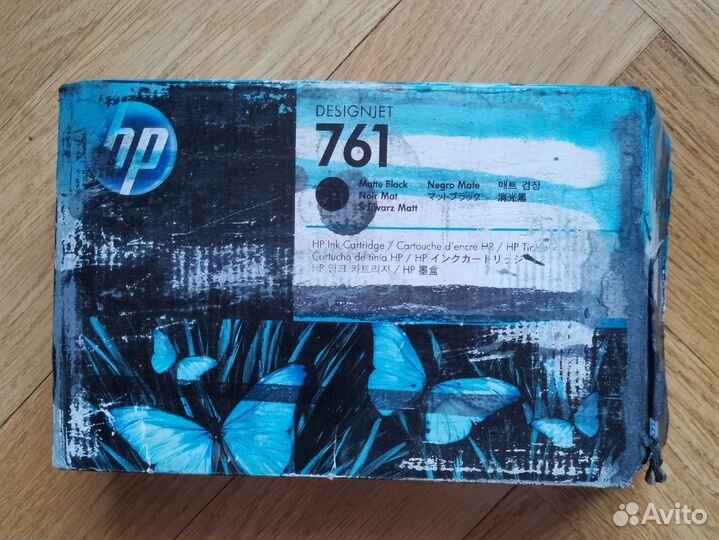 hp
DESIGNJET
761
Matte Black Negro Mate 매트 검정
Noir Mat マットブラック 消光黒
Schwarz Matt
HP Ink Cartridge / Cartouche d'encre HP / HP
Cartucho de tinta HP / HP インクカートリッジ
HP 잉크 카트리지 / HP 墨盒
Avito